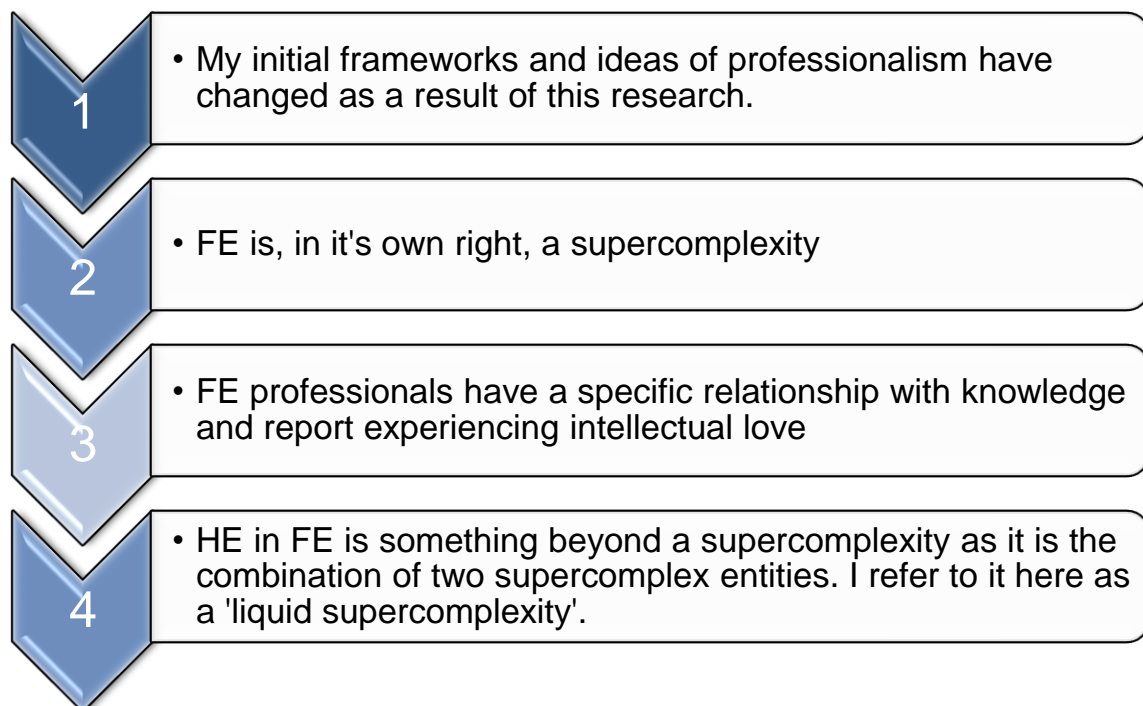 1
• My initial frameworks and ideas of professionalism have
changed as a result of this research.
2
• FE is, in it's own right, a supercomplexity
3
• FE professionals have a specific relationship with knowledge
and report experiencing intellectual love
4
• HE in FE is something beyond a supercomplexity as it is the
combination of two supercomplex entities. I refer to it here as
a 'liquid supercomplexity'.